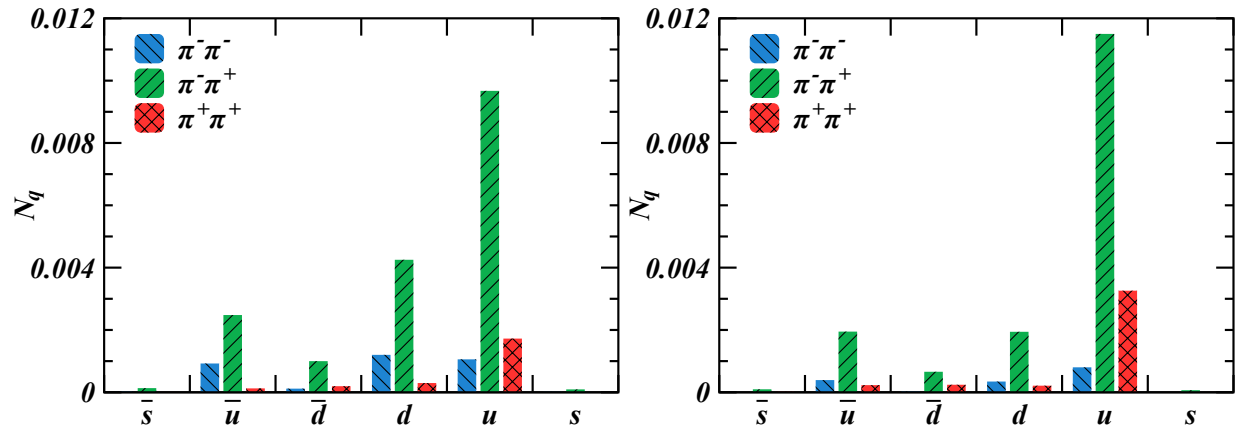 0.012
π⁻π⁻
π⁻π⁺
π⁺π⁺
0.008
N_q
0.004
0
s̅ u̅ d̅ d u s
0.012
π⁻π⁻
π⁻π⁺
π⁺π⁺
0.008
N_q
0.004
0
s̅ u̅ d̅ d u s